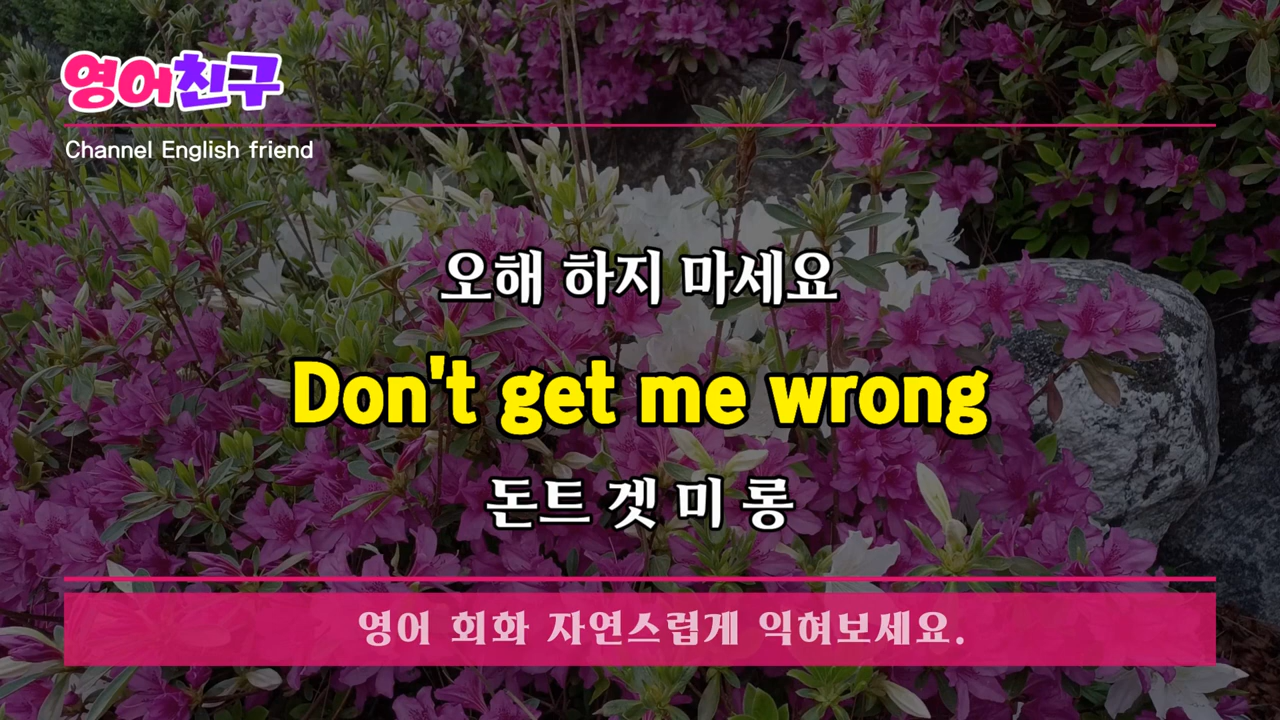 영어친구
Channel English friend
오해 하지 마세요
Don't get me wrong
돈트 겟 미 롱
영어 회화 자연스럽게 익혀보세요.